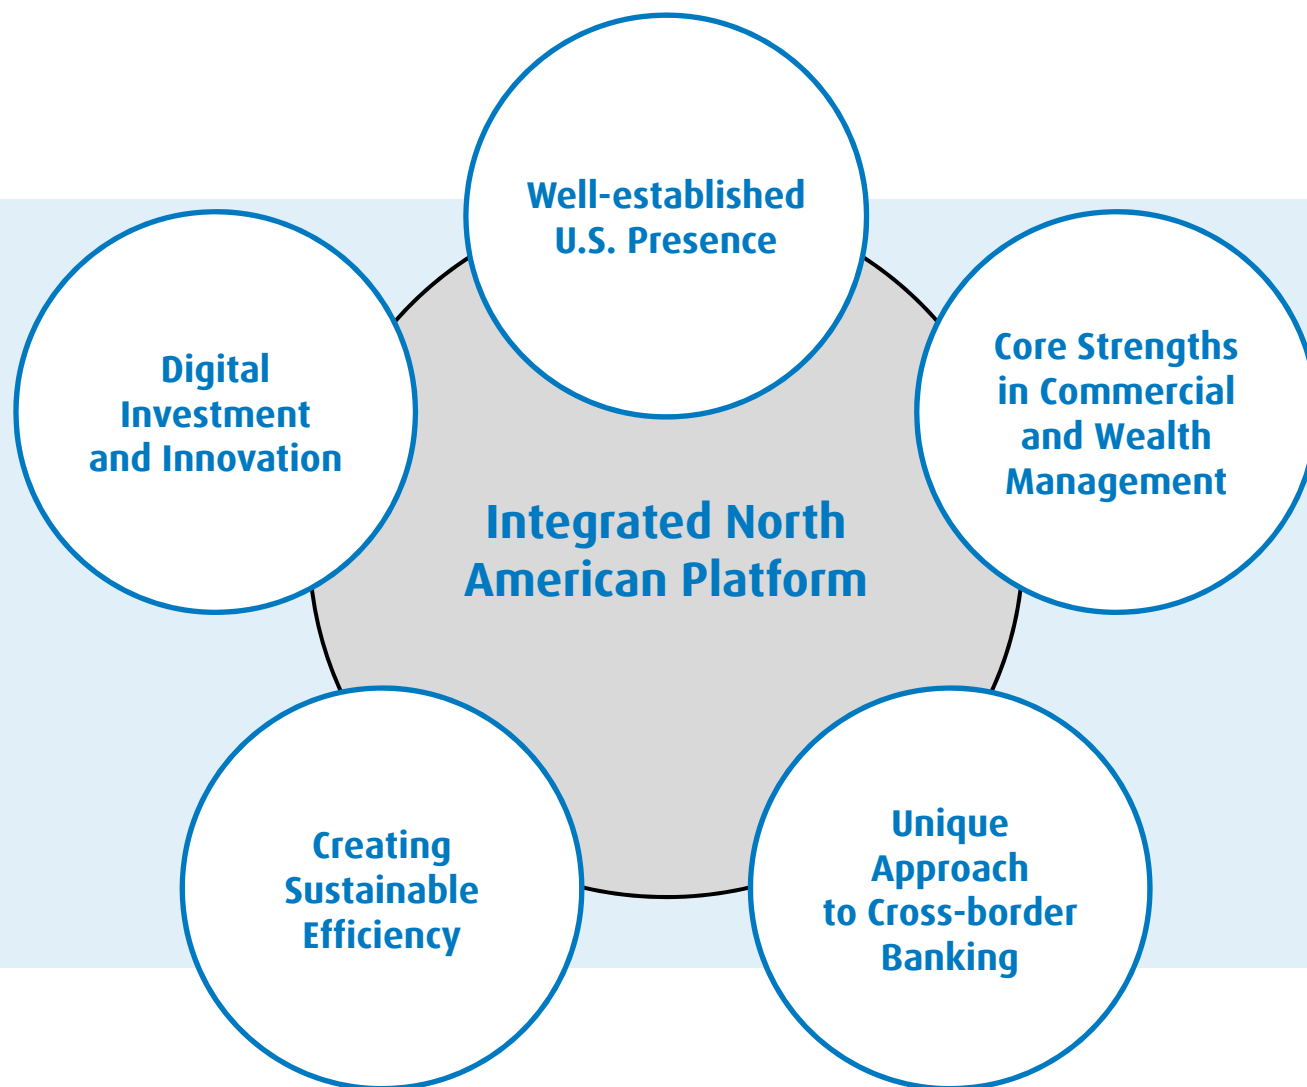 Well-established
U.S. Presence
Digital
Investment
and Innovation
Core Strengths
in Commercial
and Wealth
Management
Integrated North
American Platform
Creating
Sustainable
Efficiency
Unique
Approach
to Cross-border
Banking